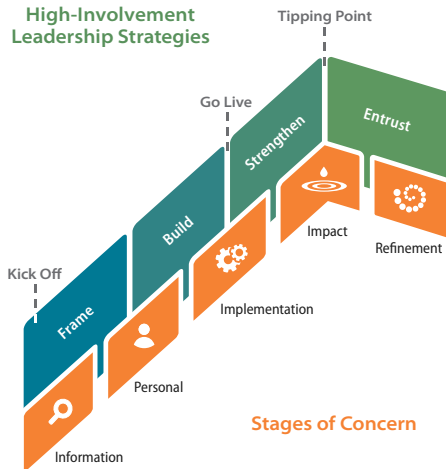 High-Involvement
Leadership Strategies
Tipping Point
Go Live
Kick Off
Frame
Build
Strengthen
Entrust
Information
Personal
Implementation
Impact
Refinement
Stages of Concern